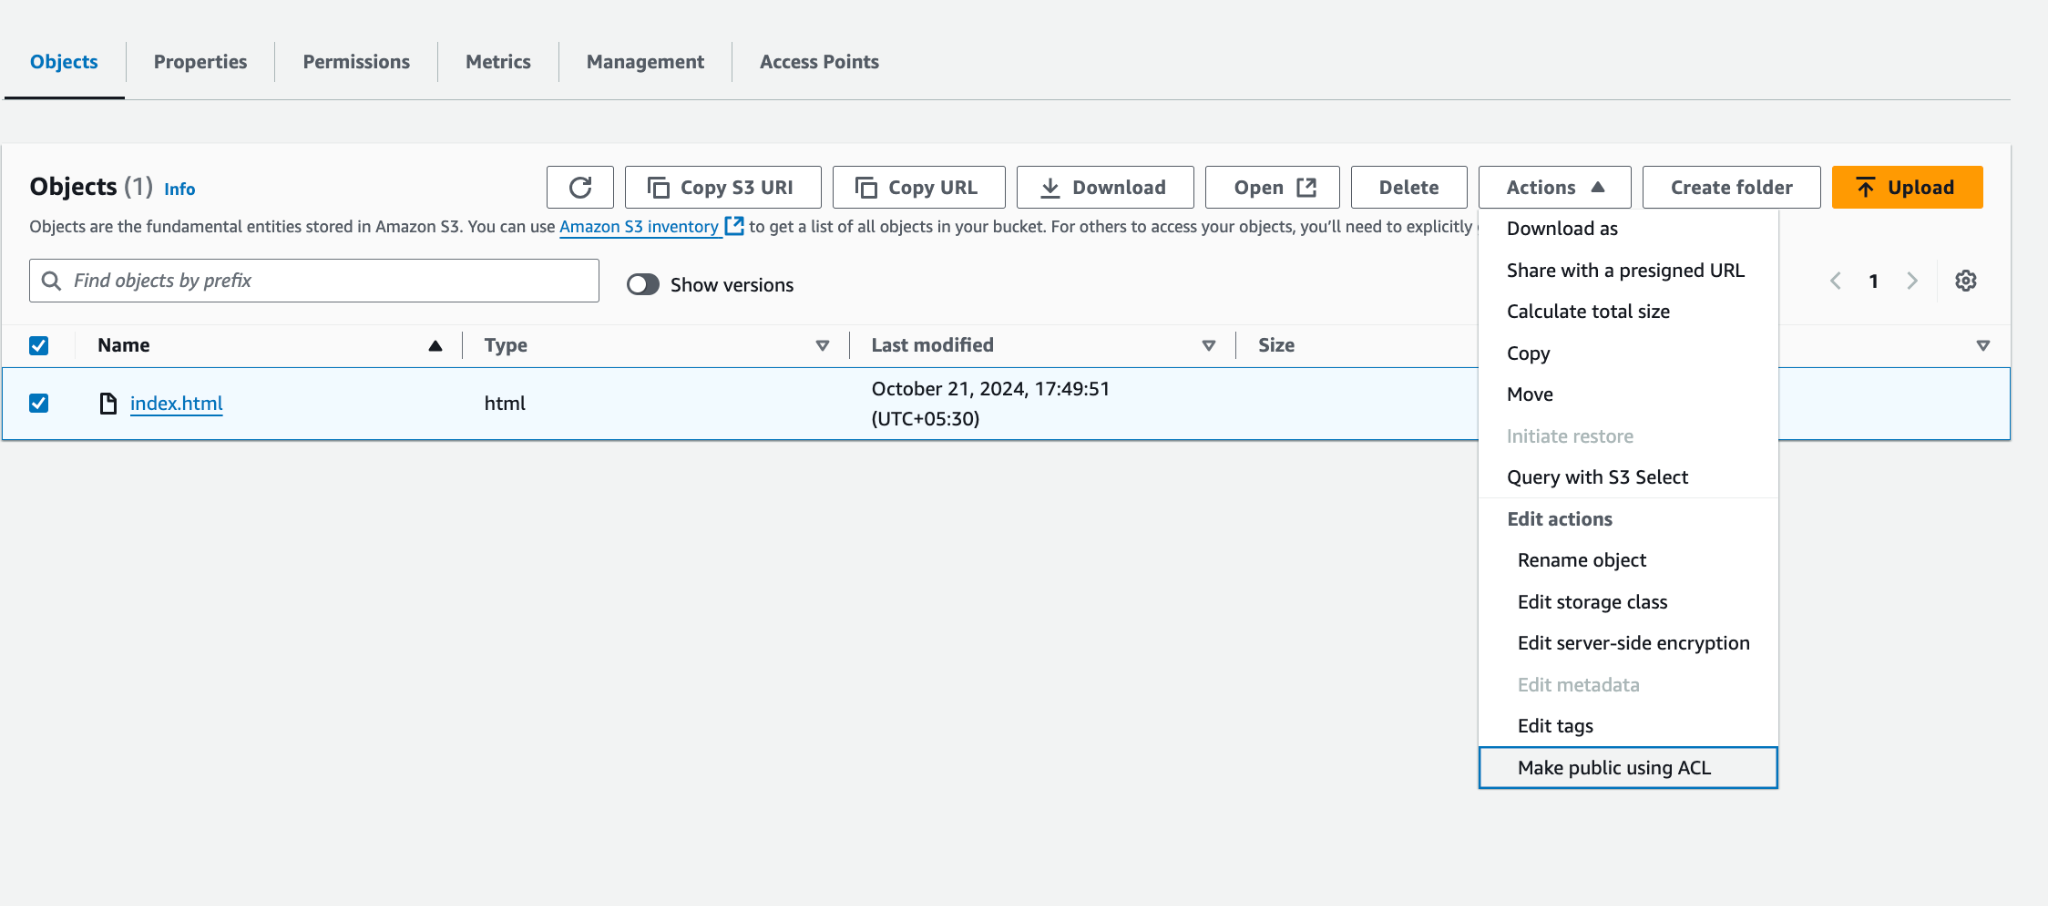 Objects
Properties
Permissions
Metrics
Management
Access Points
Objects (1) Info
Copy S3 URI
Copy URL
Download
Open
Delete
Actions
Create folder
Upload
Objects are the fundamental entities stored in Amazon S3. You can use Amazon S3 inventory to get a list of all objects in your bucket. For others to access your objects, you'll need to explicitly
Find objects by prefix
Show versions
1
Name
Type
Last modified
Size
index.html
html
October 21, 2024, 17:49:51
(UTC+05:30)
Download as
Share with a presigned URL
Calculate total size
Copy
Move
Initiate restore
Query with S3 Select
Edit actions
Rename object
Edit storage class
Edit server-side encryption
Edit metadata
Edit tags
Make public using ACL